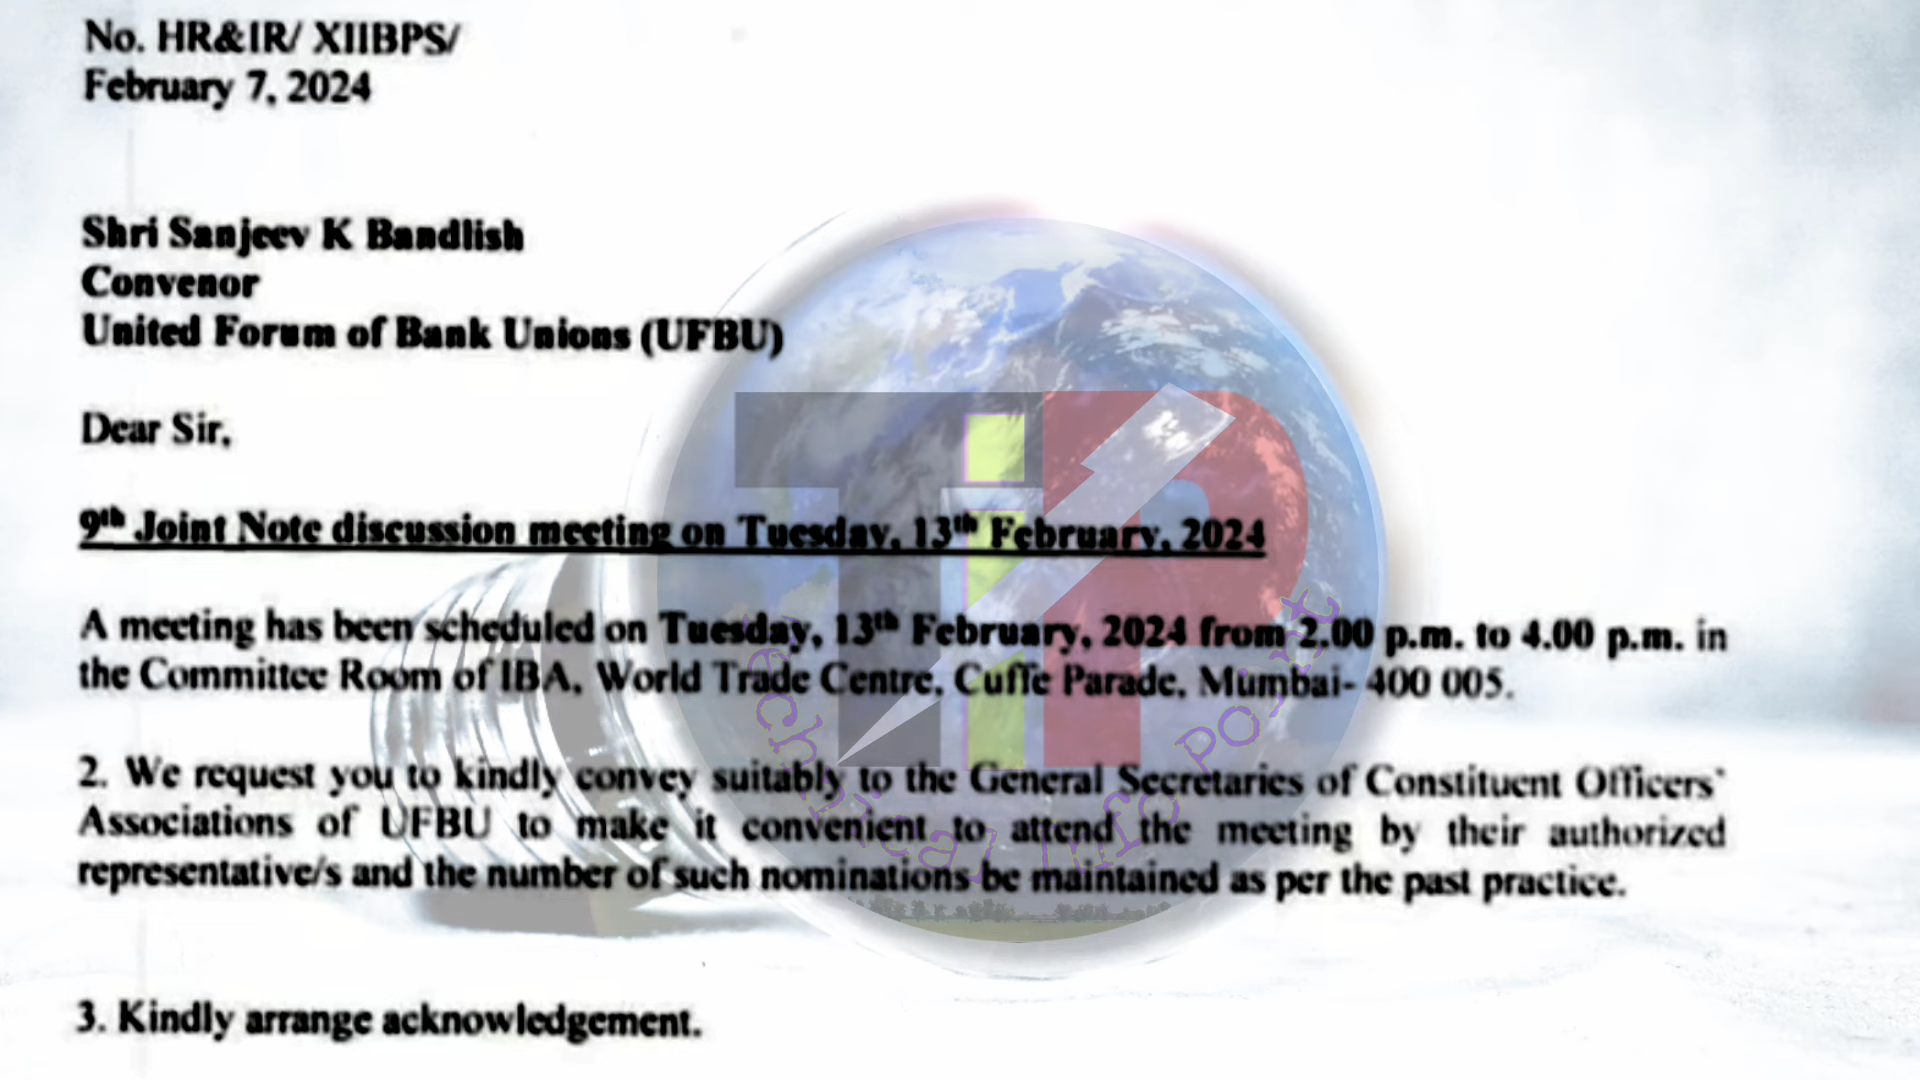 No. HR&IR/ XIIBPS/
February 7, 2024
Shri Sanjeev K Bandlish
Convenor
United Forum of Bank Unions (UFBU)
Dear Sir,
9th Joint Note discussion meeting on Tuesday, 13th February, 2024
A meeting has been scheduled on Tuesday, 13th February, 2024 from 2.00 p.m. to 4.00 p.m. in
the Committee Room of IBA, World Trade Centre, Cuffe Parade, Mumbai- 400 005.
2. We request you to kindly convey suitably to the General Secretaries of Constituent Officers'
Associations of UFBU to make it convenient to attend the meeting by their authorized
representative/s and the number of such nominations be maintained as per the past practice.
3. Kindly arrange acknowledgement.
TiP
Technical Info Point